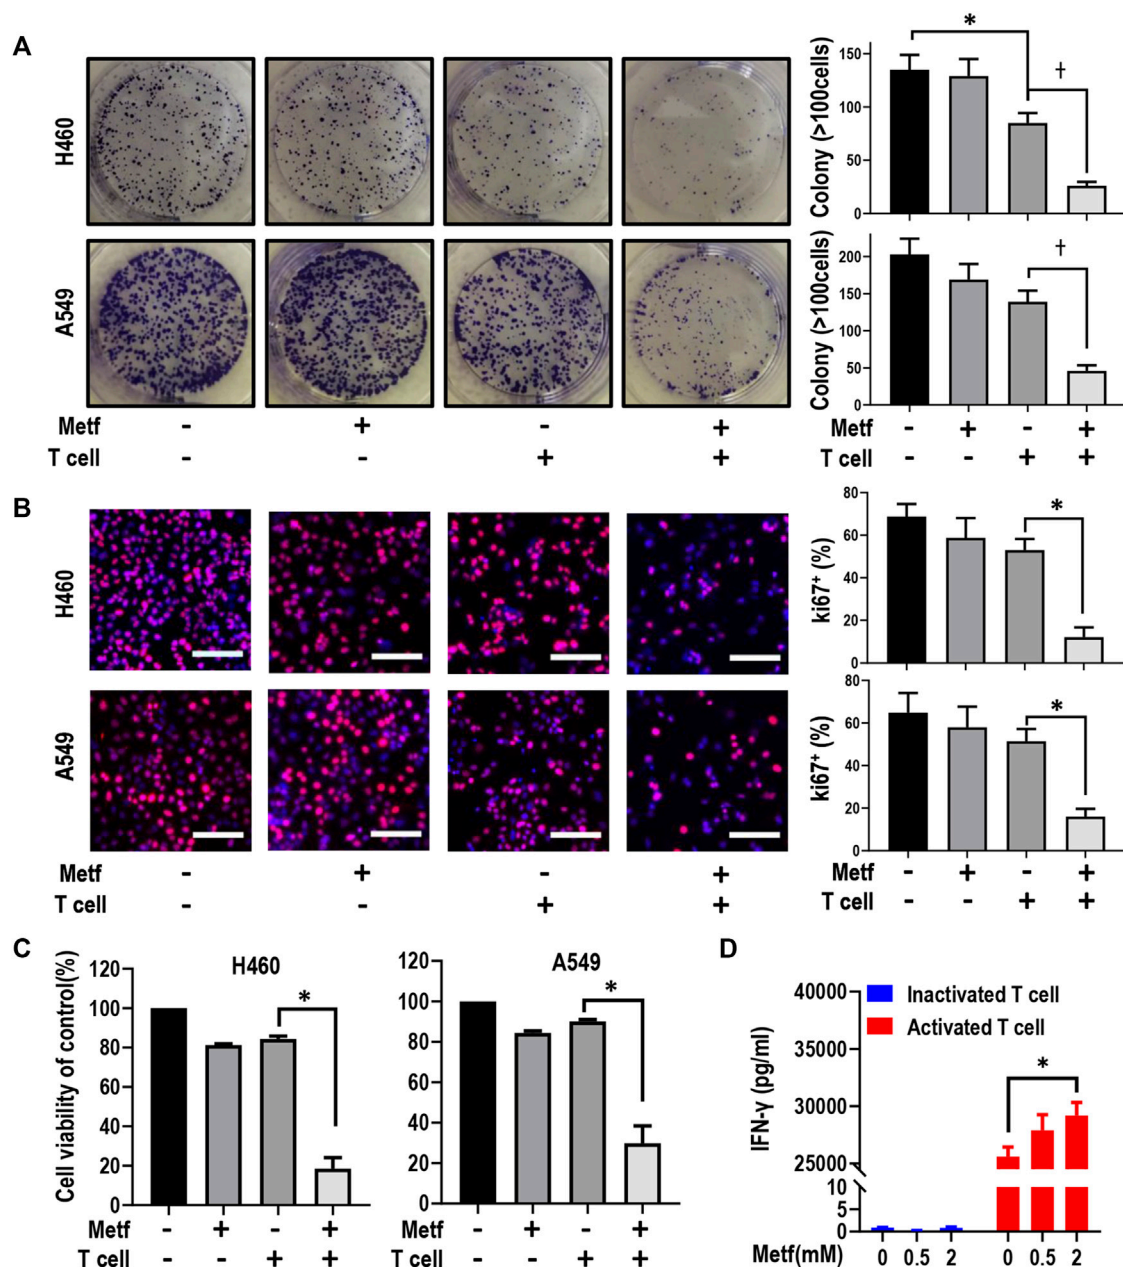 A
H460
A549
Metf - + - +
T cell - - + +
Colony (>100cells)
150
100
50
0
*
†
Colony (>100cells)
200
150
100
50
0
†
Metf - + - +
T cell - - + +
B
H460
A549
Metf - + - +
T cell - - + +
ki67⁺ (%)
80
60
40
20
0
*
ki67⁺ (%)
80
60
40
20
0
*
Metf - + - +
T cell - - + +
C
H460
Cell viability of control(%)
120
100
80
60
40
20
0
*
Metf - + - +
T cell - - + +
A549
120
100
80
60
40
20
0
*
- + - +
- - + +
D
Inactivated T cell
Activated T cell
IFN-γ (pg/ml)
40000
35000
30000
25000
10
5
0
*
Metf(mM) 0 0.5 2 0 0.5 2